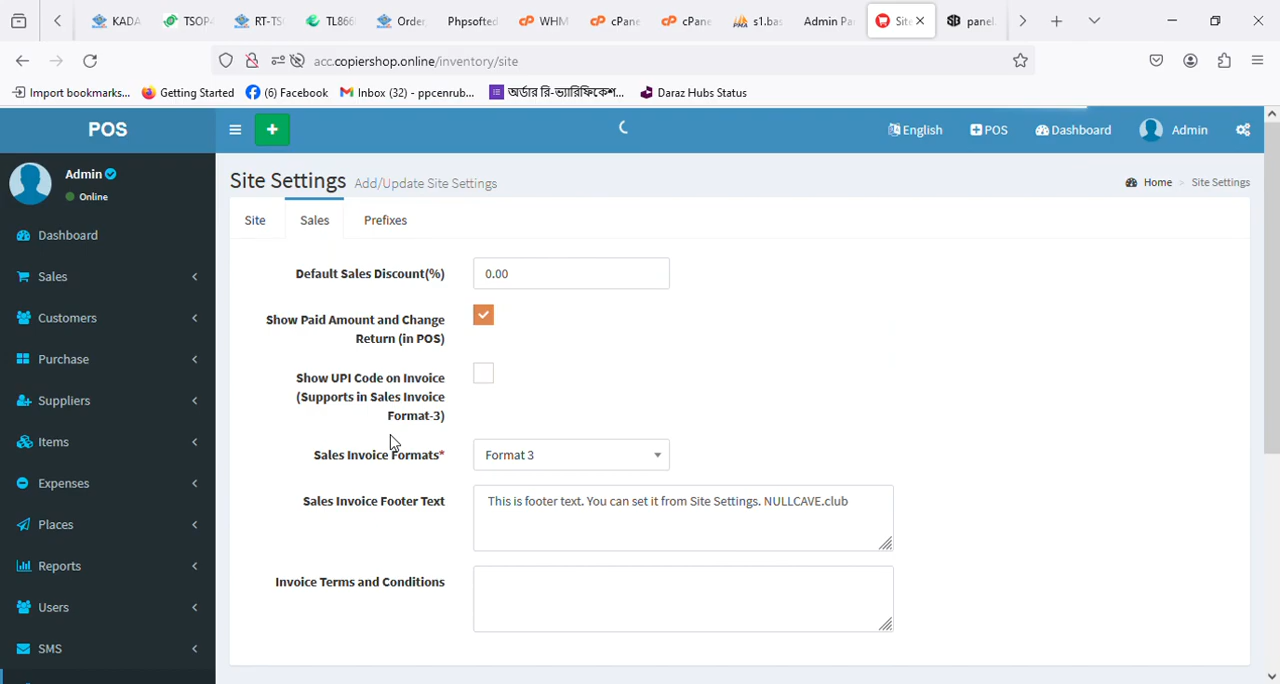 KADA
TSOP
RT-TS
TL866
Order
Phpsofted
WHM
cPane
cPane
s1.bas
Admin Pa
Site
panel.
acc.copiershop.online/inventory/site
Import bookmarks... Getting Started (6) Facebook Inbox (32) - ppcenrub... অর্ডার রি-ভ্যারিফিকেশ... Daraz Hubs Status
POS
English POS Dashboard Admin
Admin
Online
Site Settings Add/Update Site Settings
Home > Site Settings
Site Sales Prefixes
Dashboard
Sales
Customers
Purchase
Suppliers
Items
Expenses
Places
Reports
Users
SMS
Default Sales Discount(%) 0.00
Show Paid Amount and Change
Return (in POS)
Show UPI Code on Invoice
(Supports in Sales Invoice
Format-3)
Sales Invoice Formats* Format 3
Sales Invoice Footer Text This is footer text. You can set it from Site Settings. NULLCAVE.club
Invoice Terms and Conditions